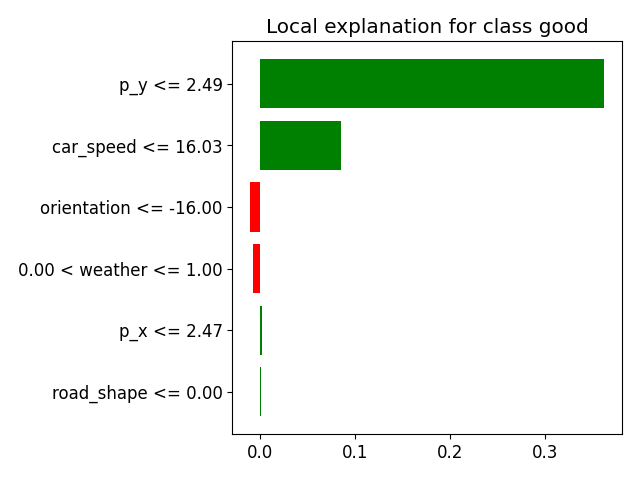 Local explanation for class good
p_y <= 2.49
car_speed <= 16.03
orientation <= -16.00
0.00 < weather <= 1.00
p_x <= 2.47
road_shape <= 0.00
0.0 0.1 0.2 0.3